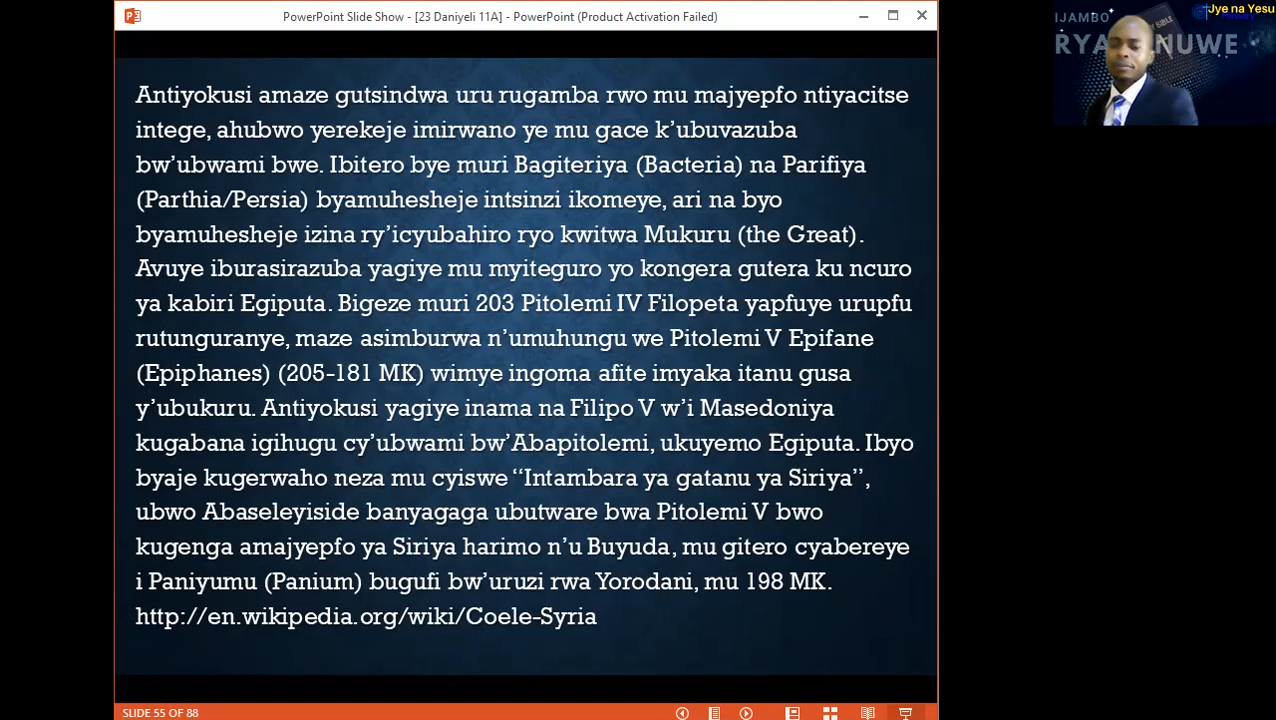 PowerPoint Slide Show - [23 Daniyeli 11A] - PowerPoint (Product Activation Failed)
Antiyokusi amaze gutsindwa uru rugamba rwo mu majyepfo ntiyacitse
intege, ahubwo yerekeje imirwano ye mu gace k’ubuvazuba
bw’ubwami bwe. Ibitero bye muri Bagiteriya (Bacteria) na Parifiya
(Parthia/Persia) byamuhesheje intsinzi ikomeye, ari na byo
byamuhesheje izina ry’icyubahiro ryo kwitwa Mukuru (the Great).
Avuye iburasirazuba yagiye mu myiteguro yo kongera gutera ku ncuro
ya kabiri Egiputa. Bigeze muri 203 Pitolemi IV Filopeta yapfuye urupfu
rutunguranye, maze asimburwa n’umuhungu we Pitolemi V Epifane
(Epiphanes) (205-181 MK) wimye ingoma afite imyaka itanu gusa
y’ubukuru. Antiyokusi yagiye inama na Filipo V w’i Masedoniya
kugabana igihugu cy’ubwami bw’Abapitolemi, ukuyemo Egiputa. Ibyo
byaje kugerwaho neza mu cyiswe “Intambara ya gatanu ya Siriya”,
ubwo Abaseleyiside banyagaga ubutware bwa Pitolemi V bwo
kugenga amajyepfo ya Siriya harimo n’u Buyuda, mu gitero cyabereye
i Paniyumu (Panium) bugufi bw’uruzi rwa Yorodani, mu 198 MK.
http://en.wikipedia.org/wiki/Coele-Syria
SLIDE 55 OF 88
Jye na Yesu
IJAMBO
BIBLE